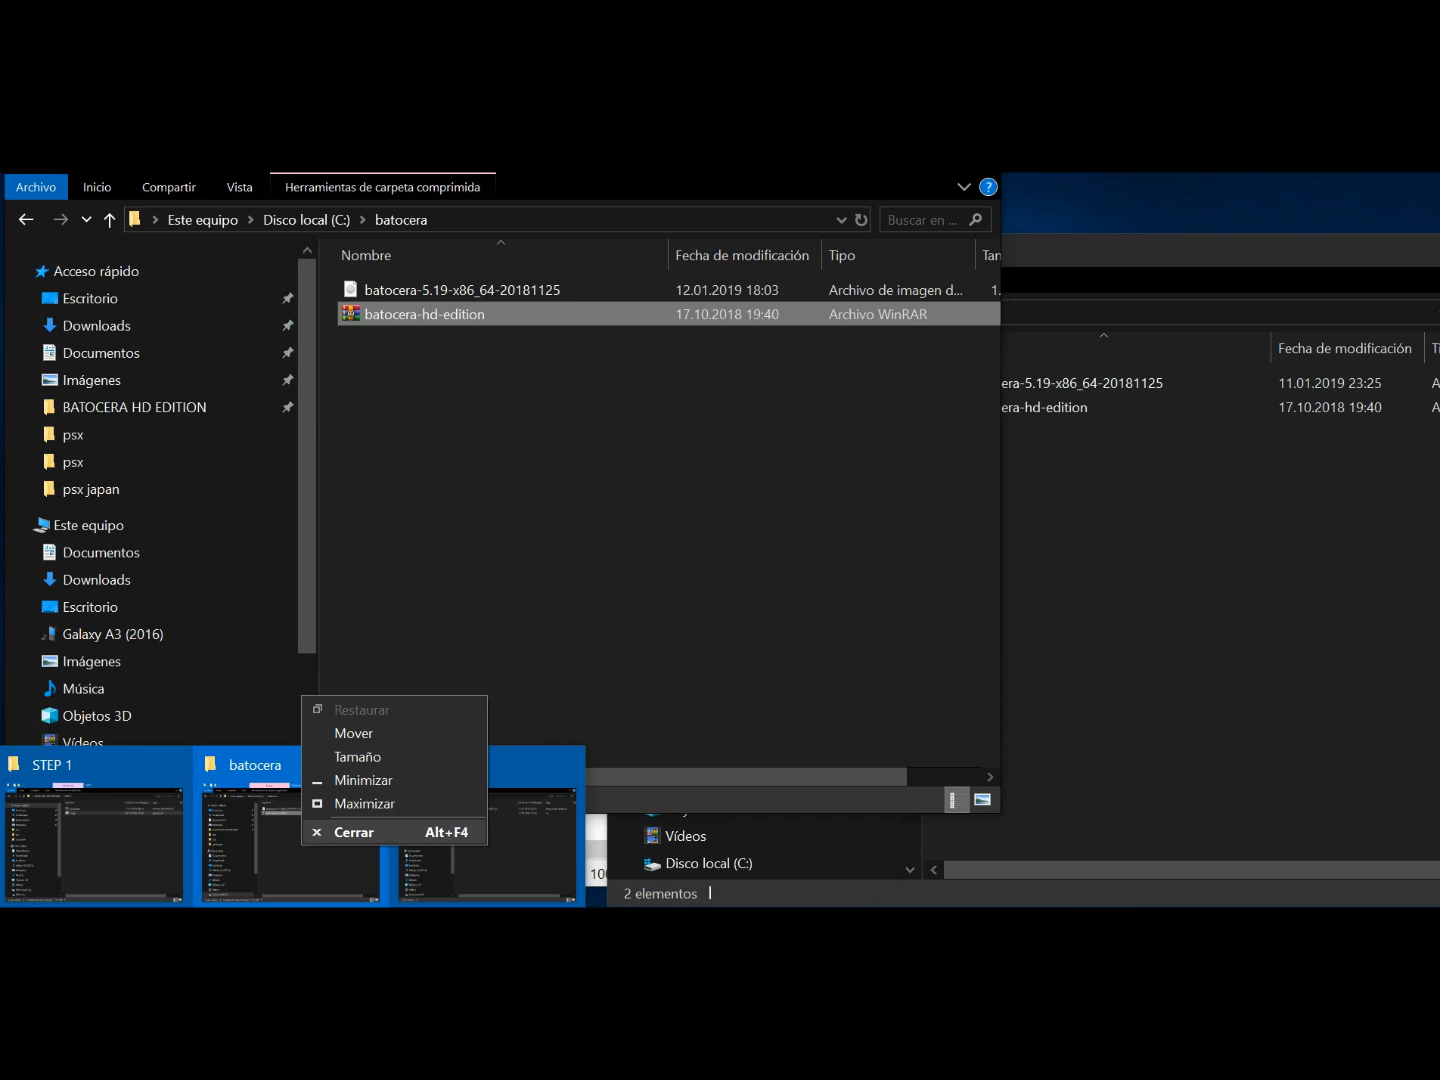 Archivo Inicio Compartir Vista Herramientas de carpeta comprimida ?
Este equipo Disco local (C:) batocera Buscar en ...
Nombre Fecha de modificación Tipo
batocera-5.19-x86_64-20181125 12.01.2019 18:03 Archivo de imagen d... 1.
batocera-hd-edition 17.10.2018 19:40 Archivo WinRAR
Acceso rápido
Escritorio
Downloads
Documentos
Imágenes
BATOCERA HD EDITION
psx
psx
psx japan
Este equipo
Documentos
Downloads
Escritorio
Galaxy A3 (2016)
Imágenes
Música
Objetos 3D
Vídeos
Fecha de modificación
era-5.19-x86_64-20181125 11.01.2019 23:25 A
era-hd-edition 17.10.2018 19:40 A
STEP 1
batocera
Restaurar
Mover
Tamaño
Minimizar
Maximizar
Cerrar Alt+F4
Vídeos
Disco local (C:)
2 elementos